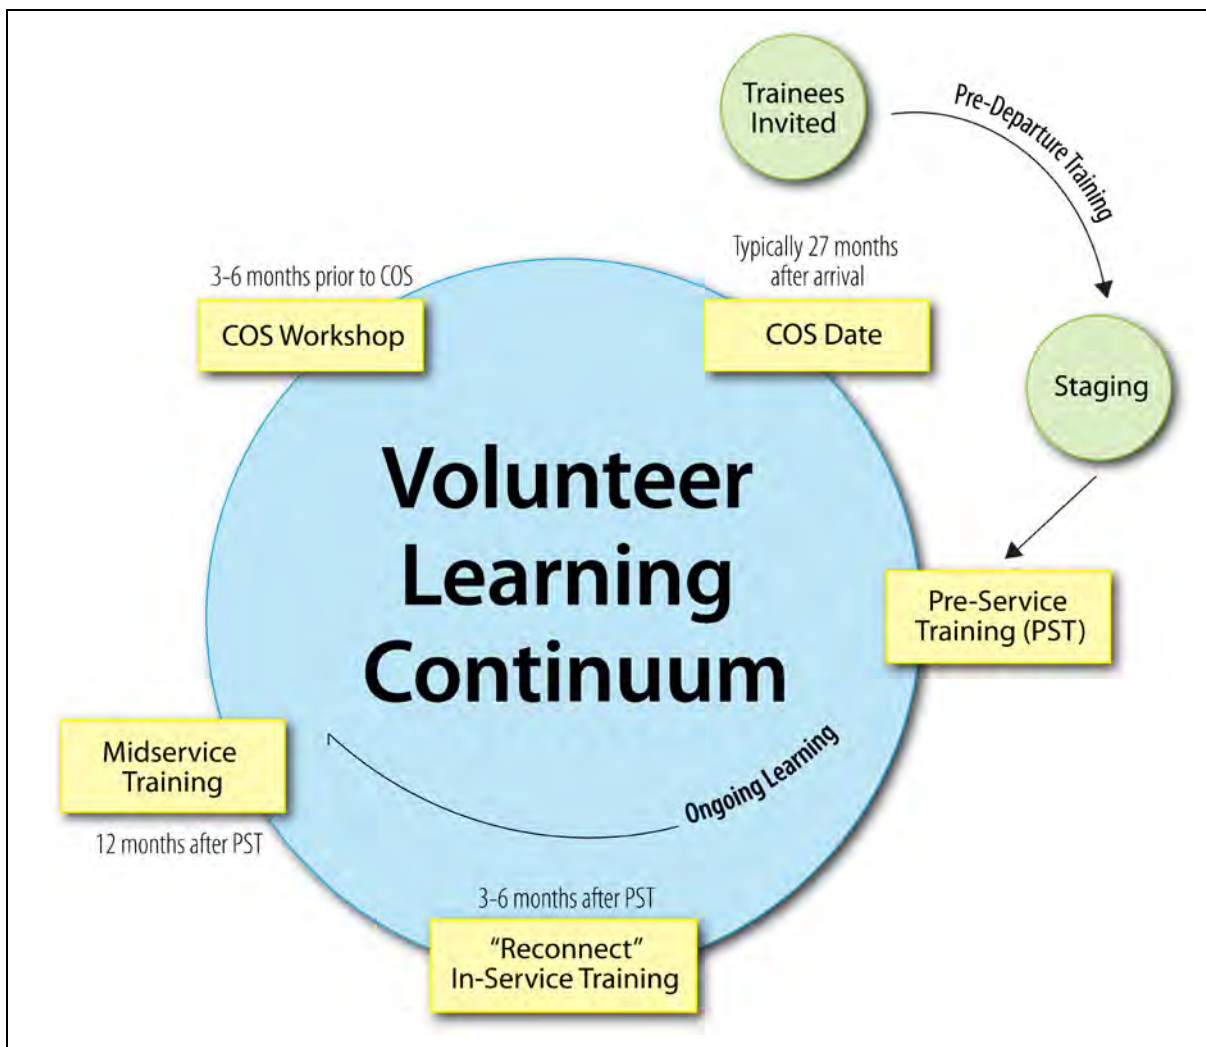 Trainees
Invited
Pre-Departure Training
Staging
Typically 27 months
after arrival
COS Date
3-6 months prior to COS
COS Workshop
Volunteer
Learning
Continuum
Pre-Service
Training (PST)
Ongoing Learning
Midservice
Training
12 months after PST
3-6 months after PST
“Reconnect”
In-Service Training